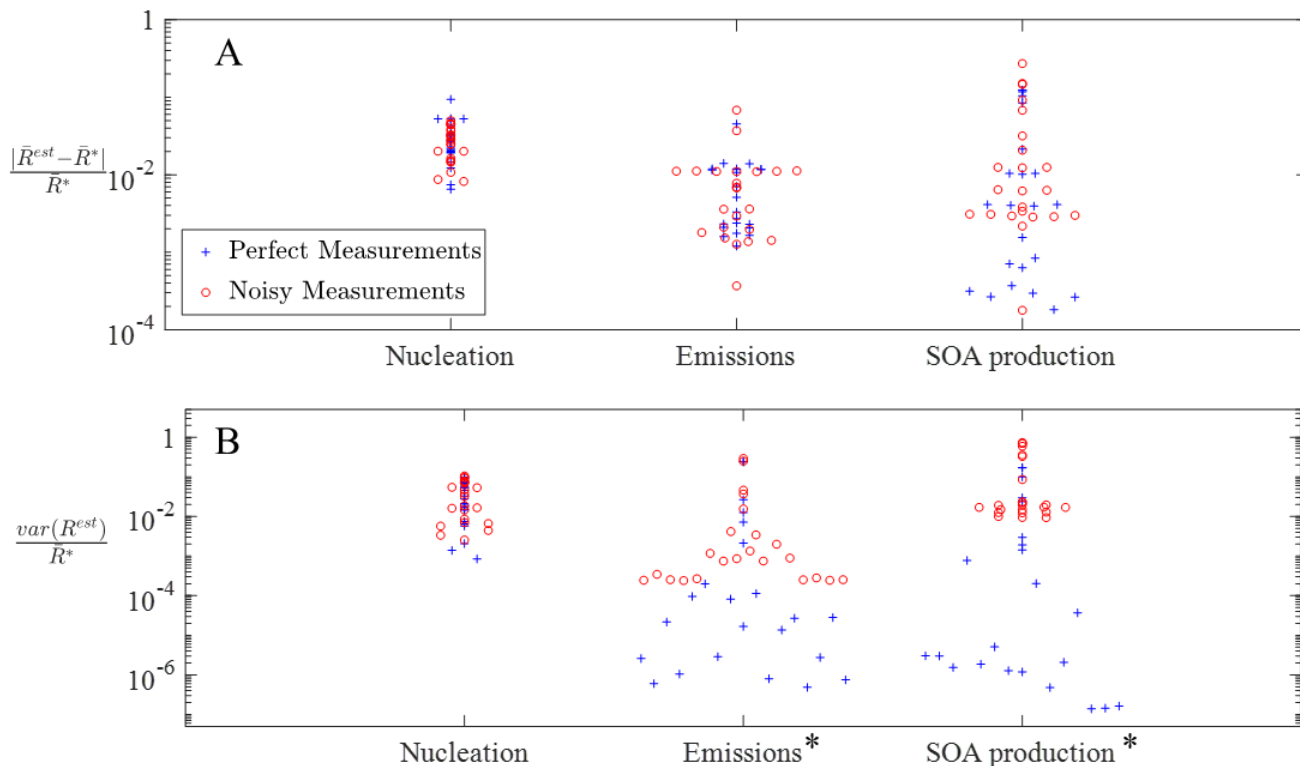 A
1
10^-2
10^-4
|R̄^est−R̄*|
R̄*
+ Perfect Measurements
○ Noisy Measurements
Nucleation Emissions SOA production
B
1
10^-2
10^-4
10^-6
var(R^est)
R̄*
Nucleation Emissions* SOA production*